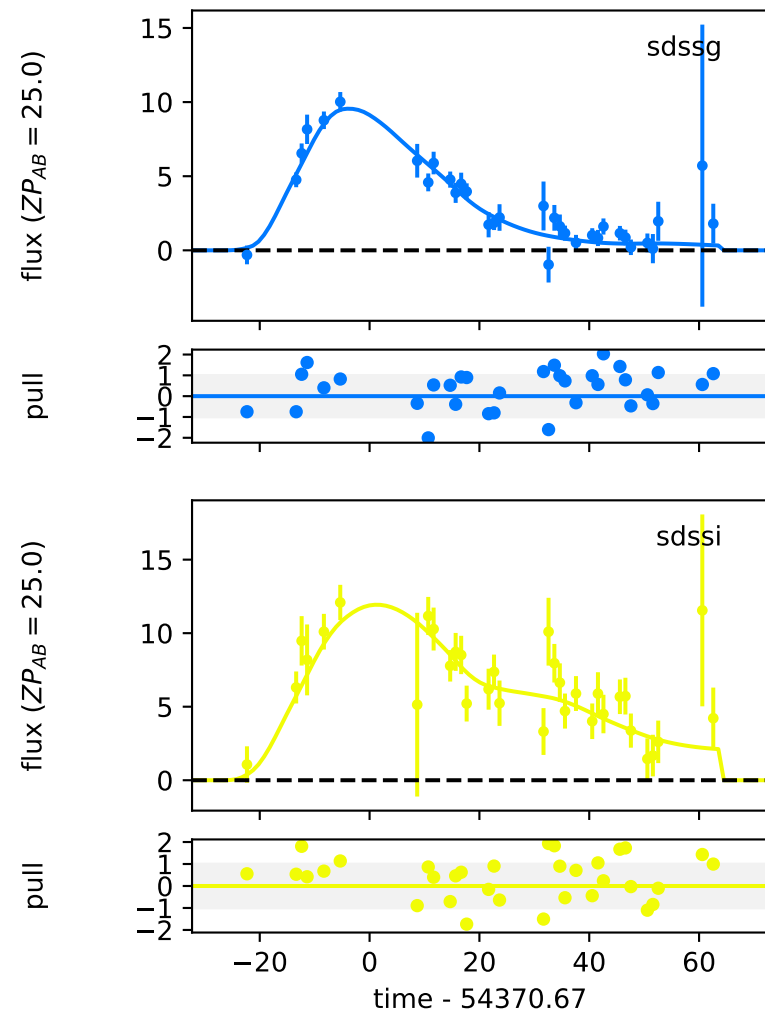 sdssg
flux ($ZP_{AB}$ = 25.0)
15
10
5
0
pull
2
1
0
−1
−2
sdssi
flux ($ZP_{AB}$ = 25.0)
15
10
5
0
pull
2
1
0
−1
−2
−20 0 20 40 60
time - 54370.67